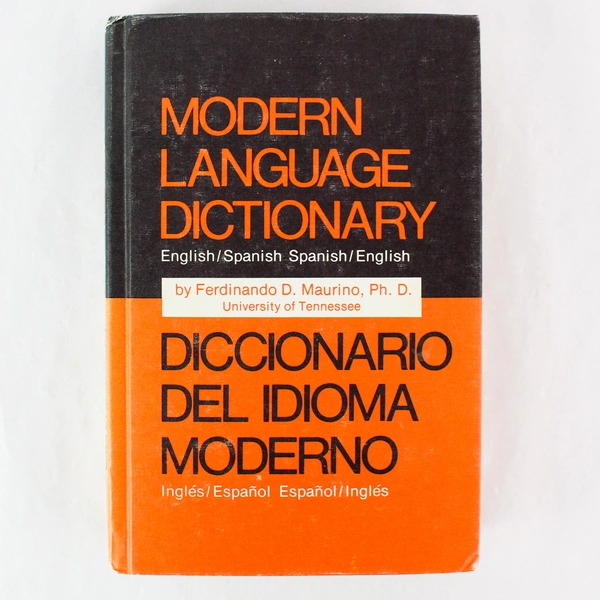 MODERN
LANGUAGE
DICTIONARY
English/Spanish Spanish/English
by Ferdinando D. Maurino, Ph. D.
University of Tennessee
DICCIONARIO
DEL IDIOMA
MODERNO
Inglés/Español Español/Inglés